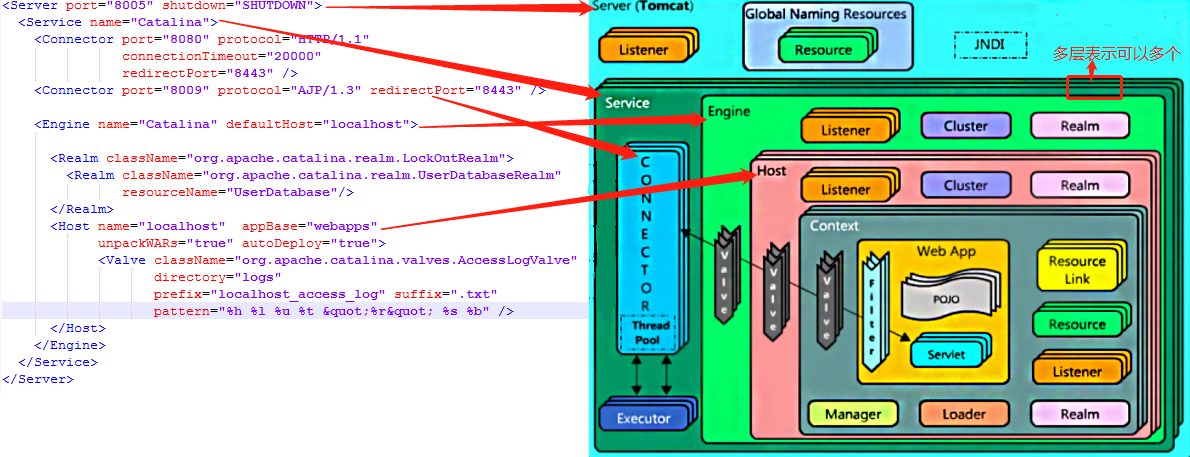 <Server port="8005" shutdown="SHUTDOWN">
<Service name="Catalina">
<Connector port="8080" protocol="HTTP/1.1"
connectionTimeout="20000"
redirectPort="8443" />
<Connector port="8009" protocol="AJP/1.3" redirectPort="8443" />
<Engine name="Catalina" defaultHost="localhost">
<Realm className="org.apache.catalina.realm.LockOutRealm">
<Realm className="org.apache.catalina.realm.UserDatabaseRealm"
resourceName="UserDatabase"/>
</Realm>
<Host name="localhost" appBase="webapps"
unpackWARs="true" autoDeploy="true">
<Valve className="org.apache.catalina.valves.AccessLogValve"
directory="logs"
prefix="localhost_access_log" suffix=".txt"
pattern="%h %l %u %t &quot;%r&quot; %s %b" />
</Host>
</Engine>
</Service>
</Server>
Server (Tomcat)
Listener
Global Naming Resources
Resource
JNDI
多层表示可以多个
Service
CONNECTOR
Thread
Pool
Executor
Engine
Listener
Cluster
Realm
Valve
Host
Listener
Cluster
Realm
Valve
Context
Valve
Filter
Web App
POJO
Servlet
Resource
Link
Resource
Listener
Manager
Loader
Realm